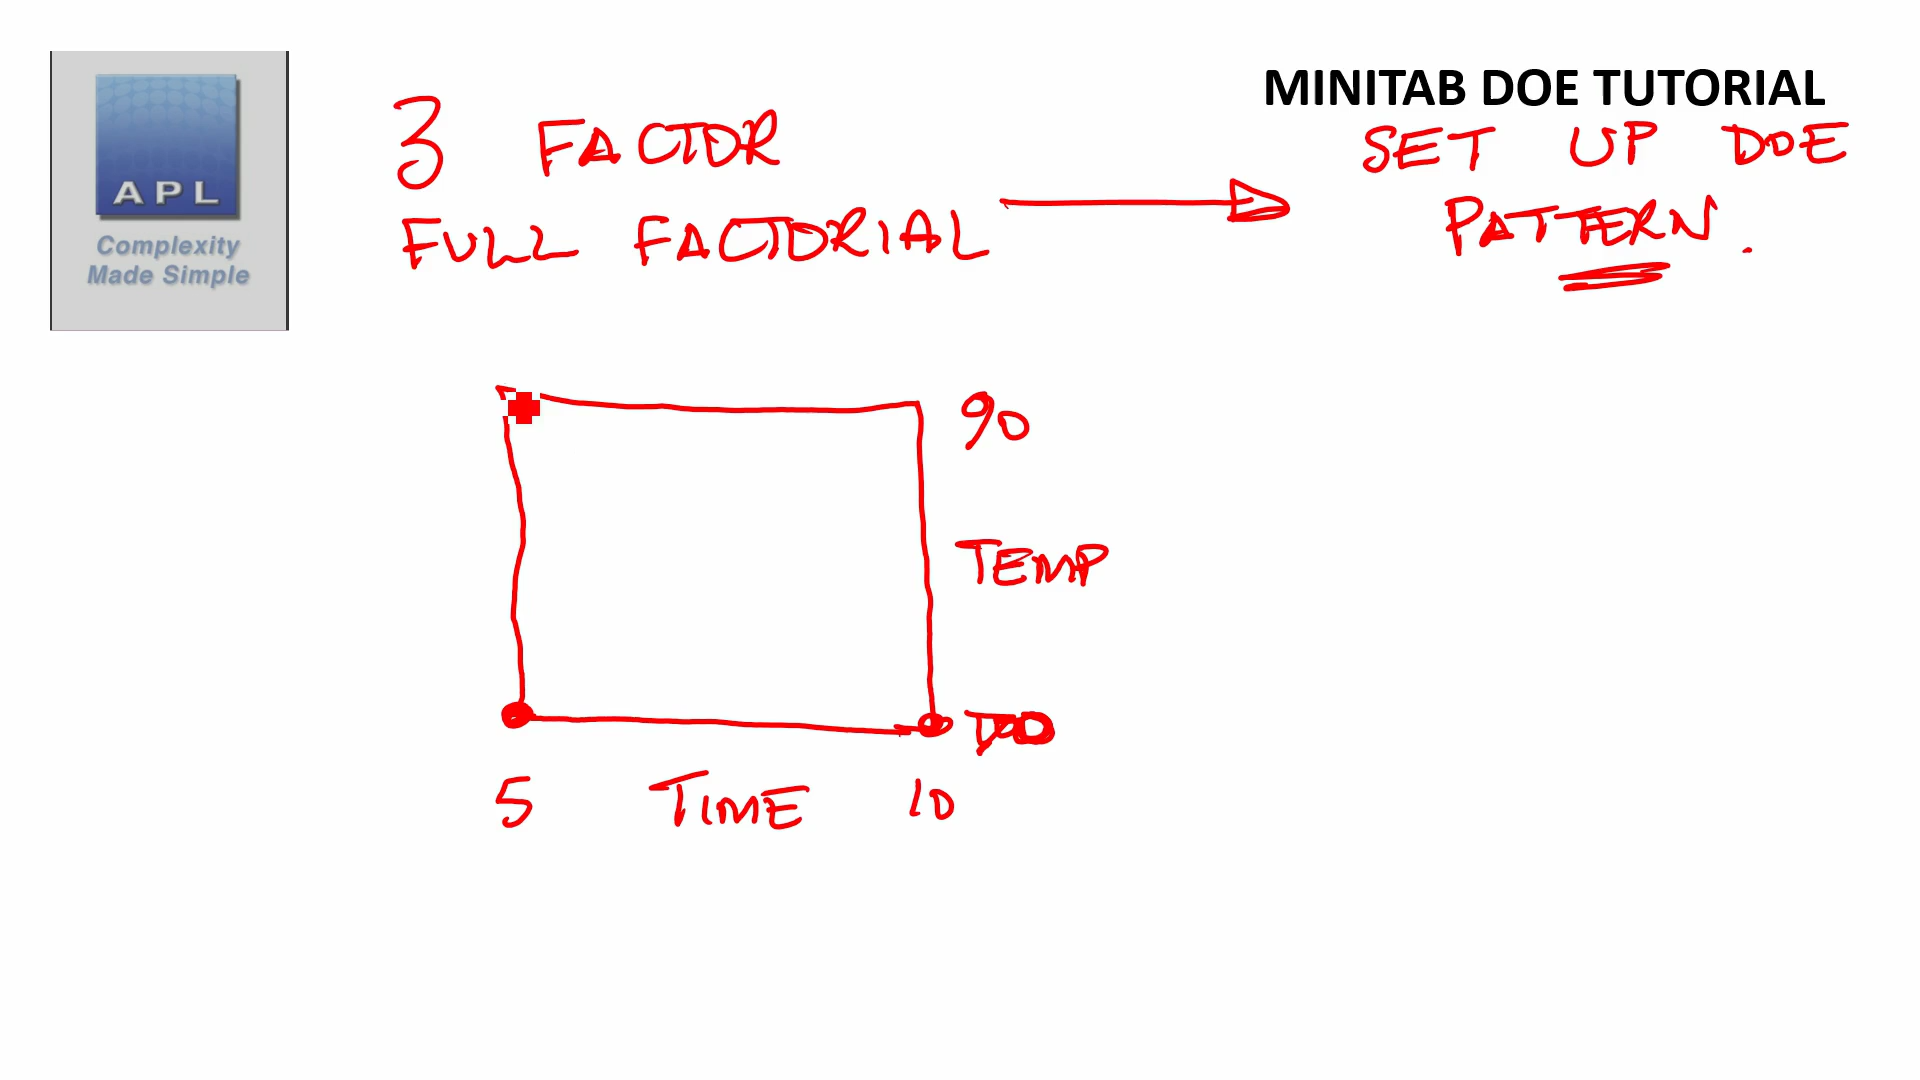 APL
Complexity
Made Simple
MINITAB DOE TUTORIAL
3 FACTOR
FULL FACTORIAL
SET UP DOE
PATTERN.
90
TEMP
5 TIME 10